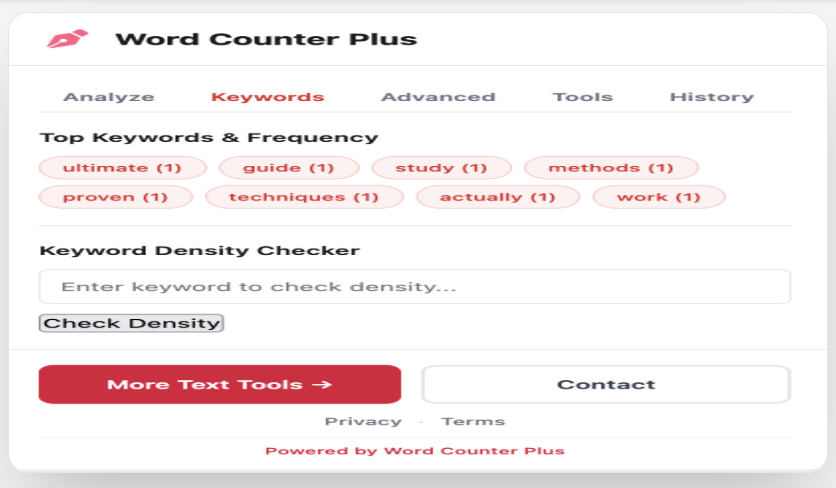 Word Counter Plus
Analyze Keywords Advanced Tools History
Top Keywords & Frequency
ultimate (1) guide (1) study (1) methods (1)
proven (1) techniques (1) actually (1) work (1)
Keyword Density Checker
Enter keyword to check density...
Check Density
More Text Tools → Contact
Privacy · Terms
Powered by Word Counter Plus